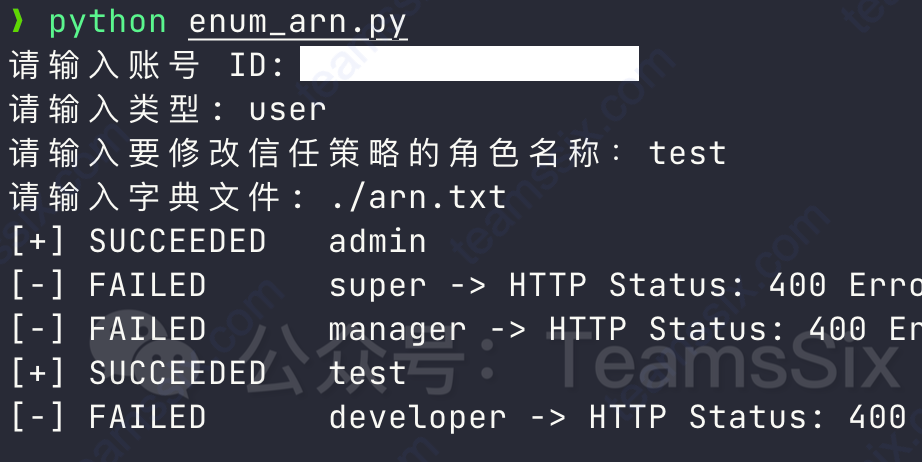 ❯ python enum_arn.py
请输入账号 ID:
请输入类型: user
请输入要修改信任策略的角色名称: test
请输入字典文件: ./arn.txt
[+] SUCCEEDED admin
[-] FAILED super -> HTTP Status: 400 Erro
[-] FAILED manager -> HTTP Status: 400 Er
[+] SUCCEEDED test
[-] FAILED developer -> HTTP Status: 400
公众号: TeamsSix
teamssix.com